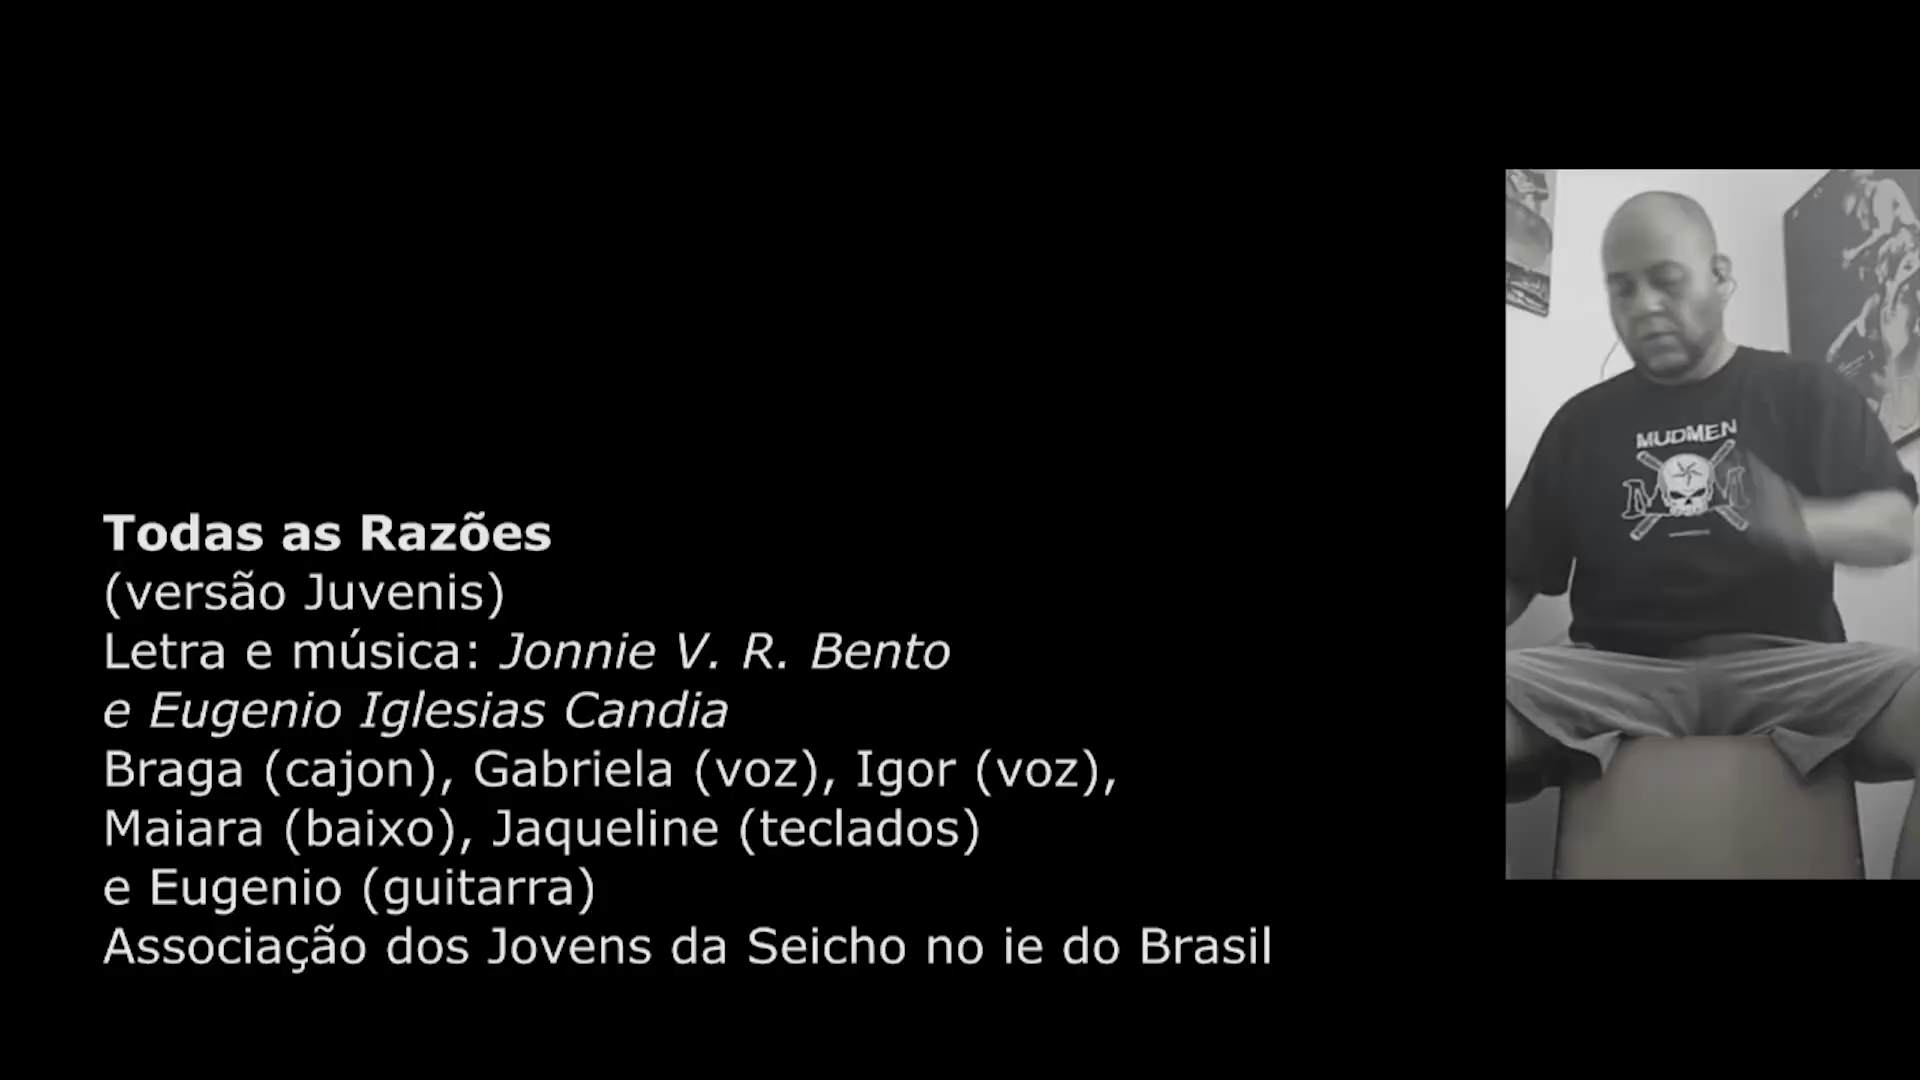 Todas as Razões
(versão Juvenis)
Letra e música: Jonnie V. R. Bento
e Eugenio Iglesias Candia
Braga (cajon), Gabriela (voz), Igor (voz),
Maiara (baixo), Jaqueline (teclados)
e Eugenio (guitarra)
Associação dos Jovens da Seicho no ie do Brasil
MUDMEN